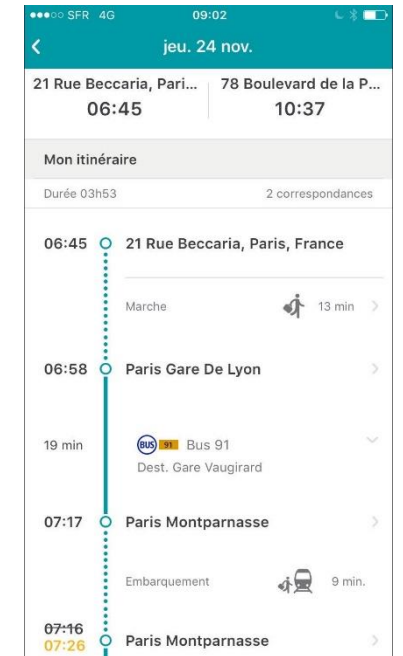 SFR 4G 09:02
jeu. 24 nov.
21 Rue Beccaria, Pari... 78 Boulevard de la P...
06:45 10:37
Mon itinéraire
Durée 03h53 2 correspondances
06:45 21 Rue Beccaria, Paris, France
Marche 13 min
06:58 Paris Gare De Lyon
19 min BUS 91 Bus 91
Dest. Gare Vaugirard
07:17 Paris Montparnasse
Embarquement 9 min.
07:16
07:26 Paris Montparnasse